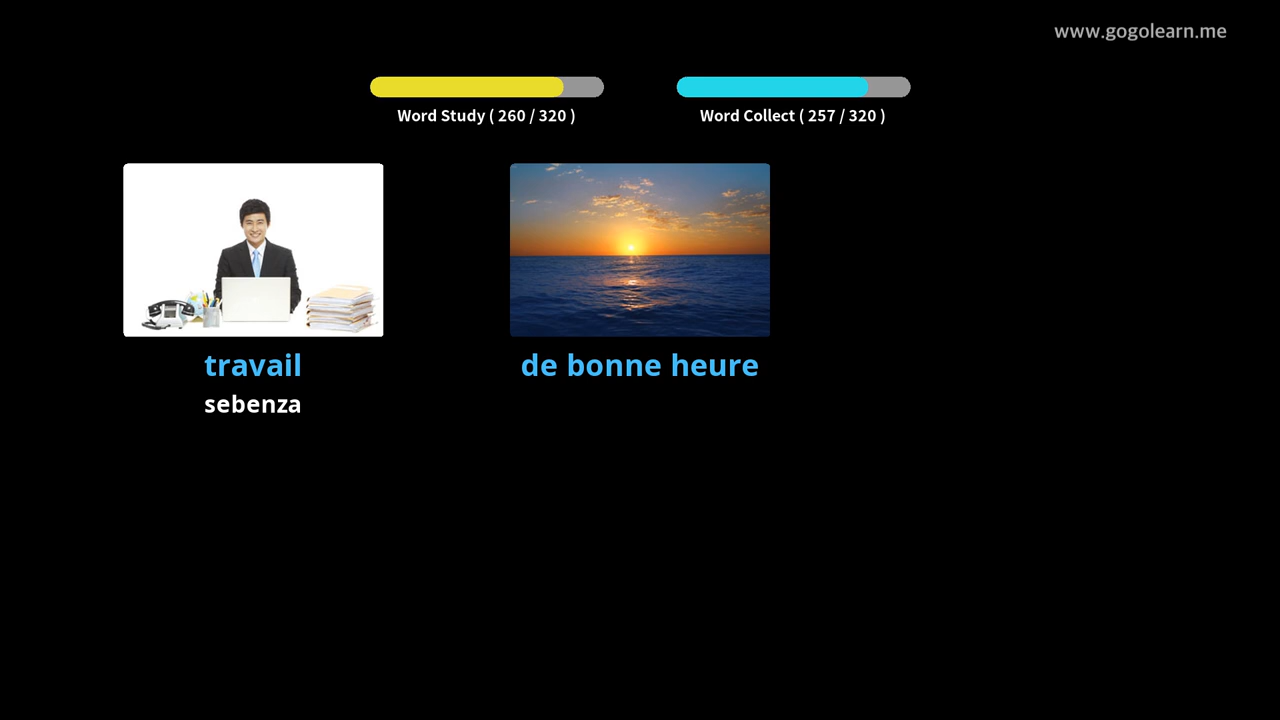 www.gogolearn.me
Word Study ( 260 / 320 )
Word Collect ( 257 / 320 )
travail
sebenza
de bonne heure